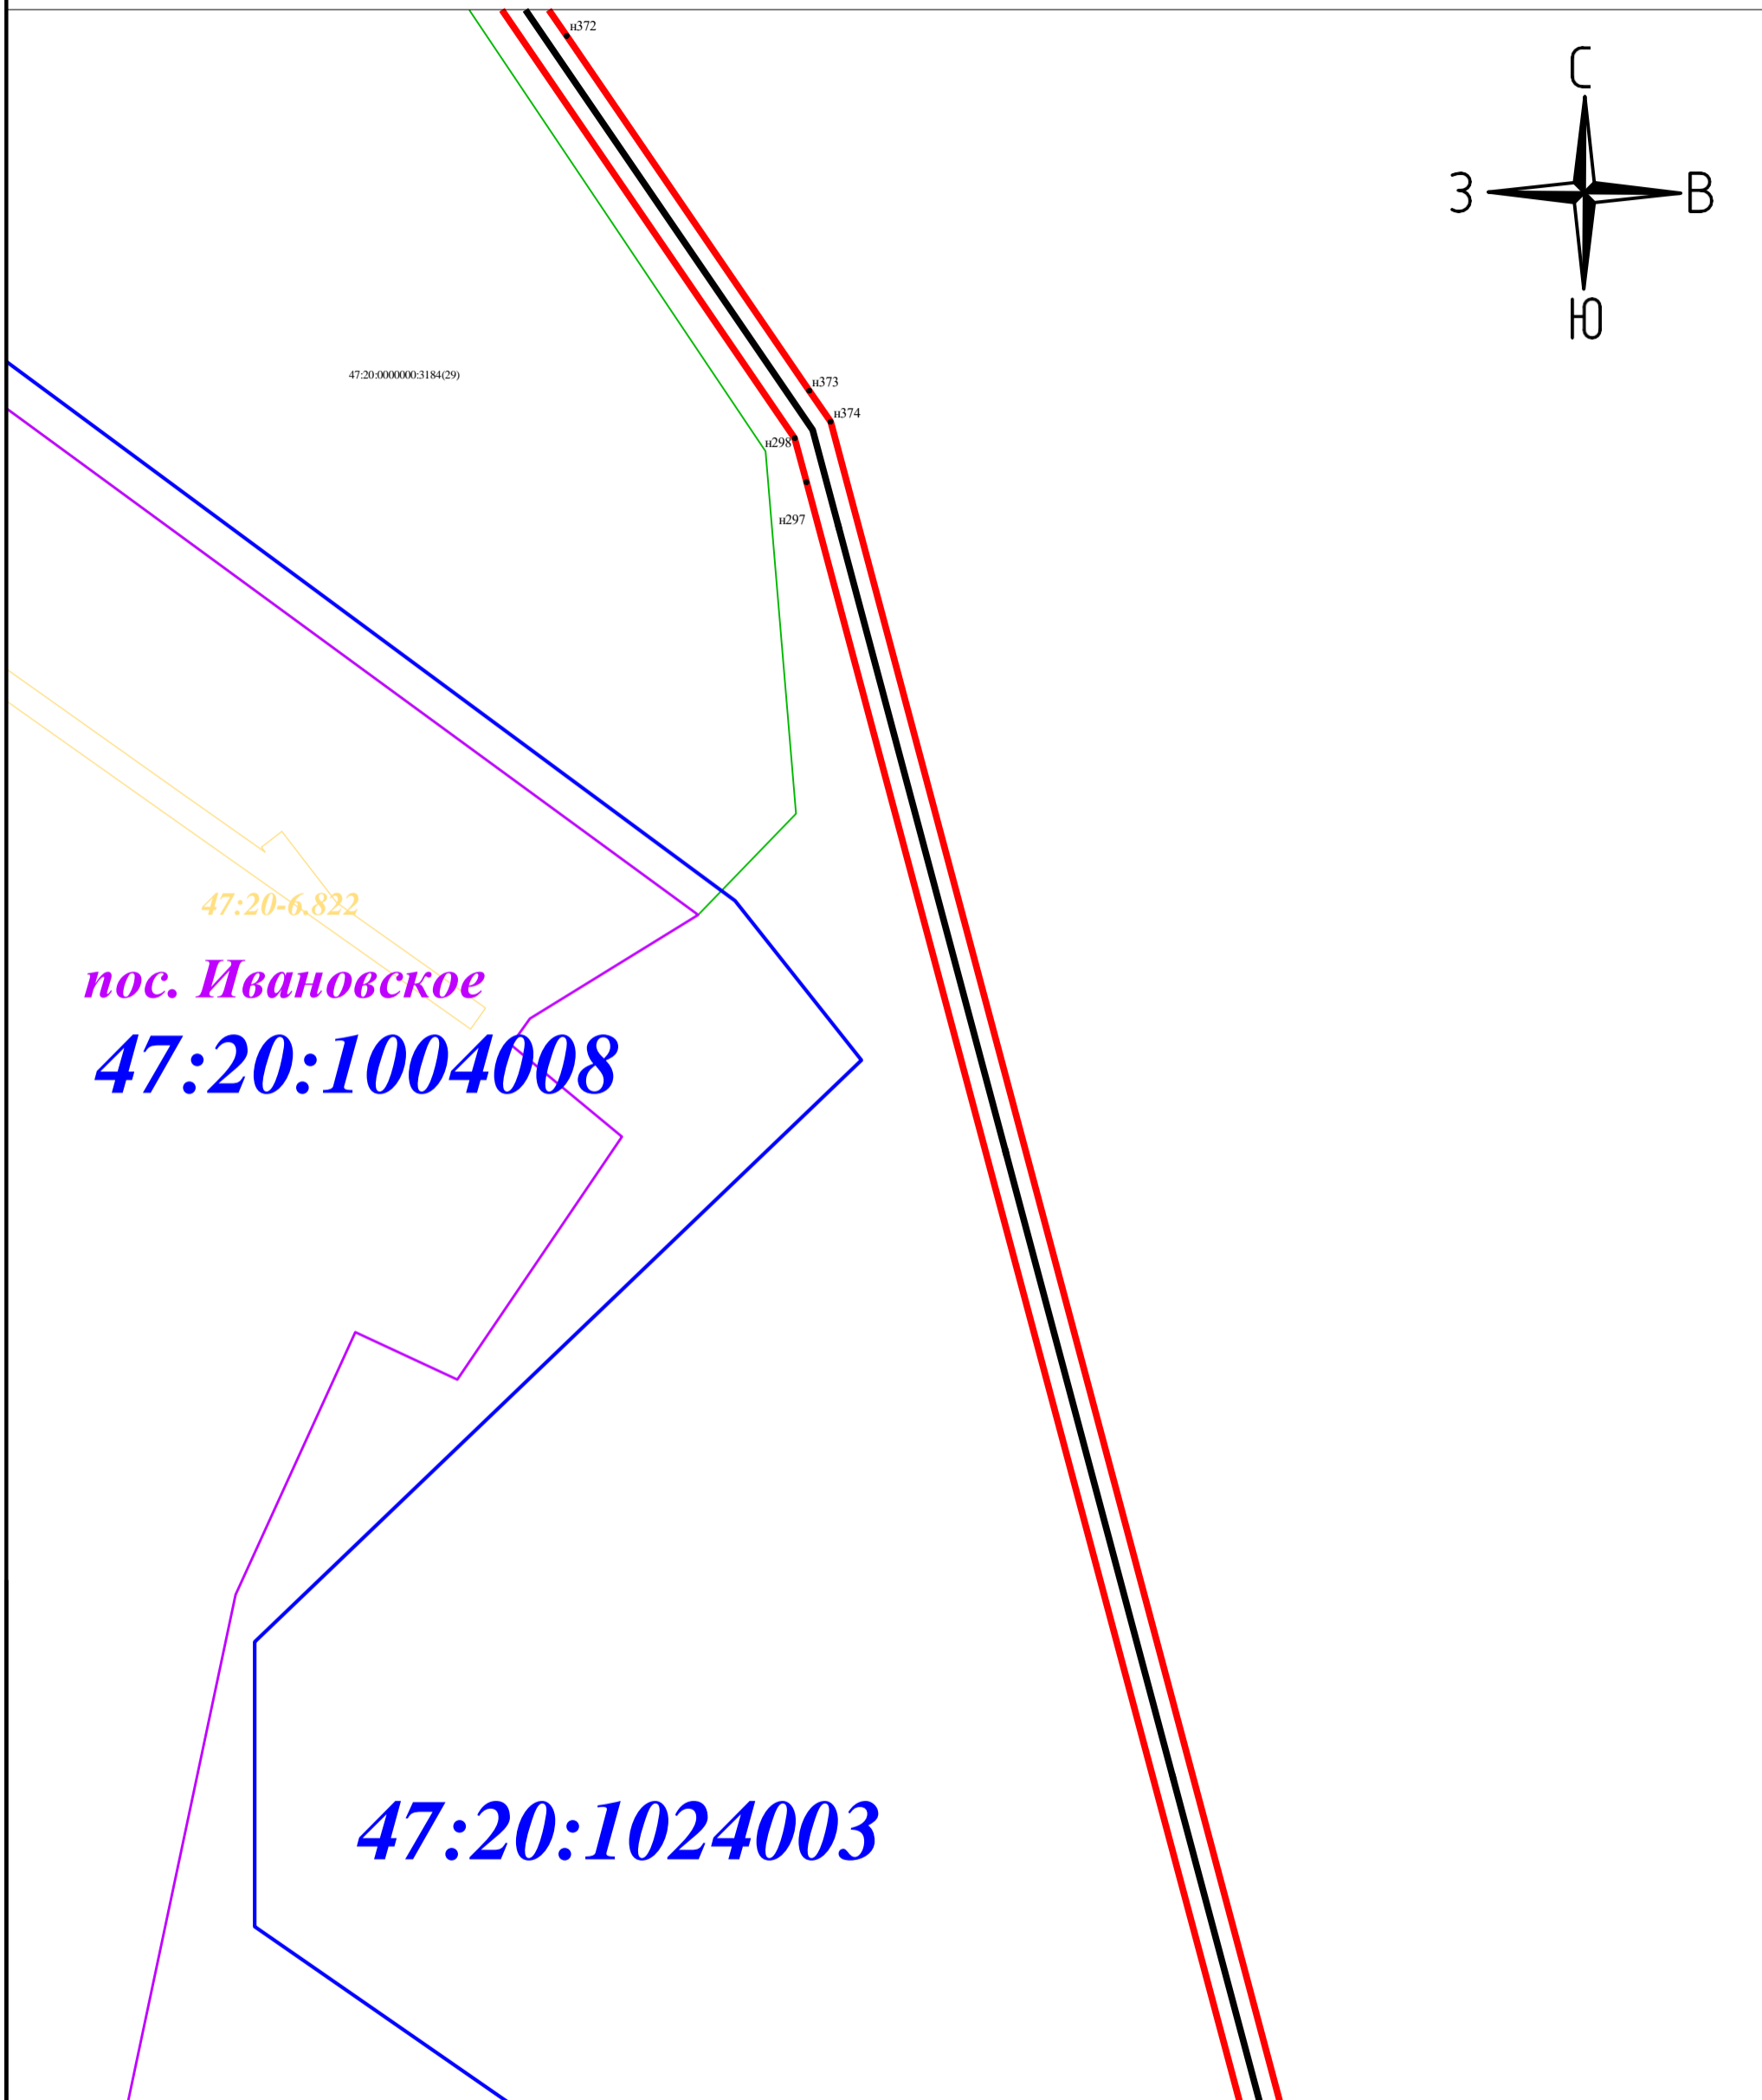 н372
С
З
В
Ю
47:20:0000000:3184(29)
н373
н374
н298
н297
47:20-6.822
пос. Ивановское
47:20:1004008
47:20:1024003